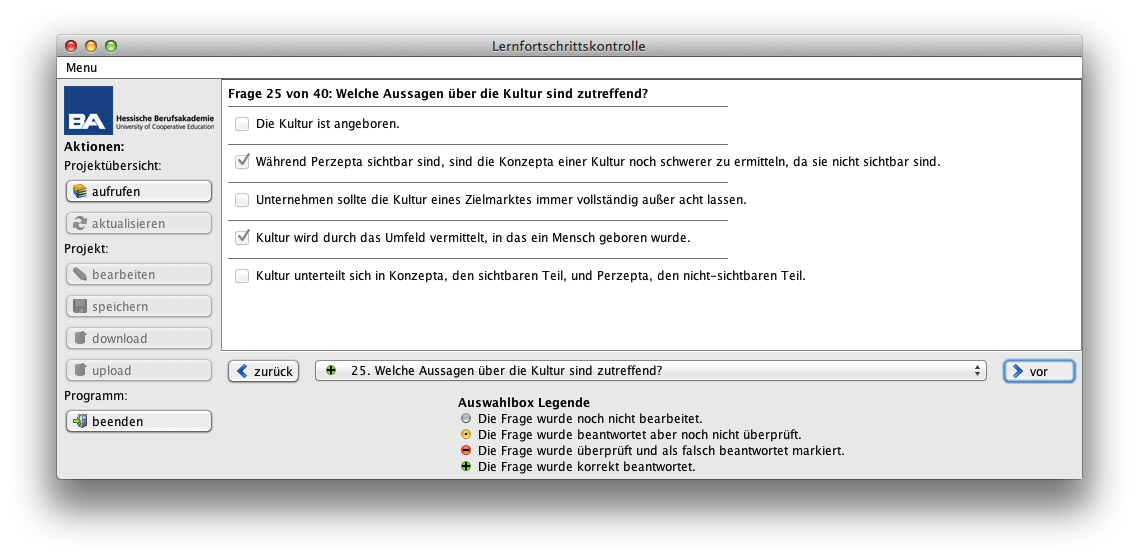 Lernfortschrittskontrolle
Menu
BA Hessische Berufsakademie
University of Cooperative Education
Aktionen:
Projektübersicht:
aufrufen
aktualisieren
Projekt:
bearbeiten
speichern
download
upload
Programm:
beenden
Frage 25 von 40: Welche Aussagen über die Kultur sind zutreffend?
Die Kultur ist angeboren.
Während Perzepta sichtbar sind, sind die Konzepta einer Kultur noch schwerer zu ermitteln, da sie nicht sichtbar sind.
Unternehmen sollte die Kultur eines Zielmarktes immer vollständig außer acht lassen.
Kultur wird durch das Umfeld vermittelt, in das ein Mensch geboren wurde.
Kultur unterteilt sich in Konzepta, den sichtbaren Teil, und Perzepta, den nicht-sichtbaren Teil.
zurück
25. Welche Aussagen über die Kultur sind zutreffend?
vor
Auswahlbox Legende
Die Frage wurde noch nicht bearbeitet.
Die Frage wurde beantwortet aber noch nicht überprüft.
Die Frage wurde überprüft und als falsch beantwortet markiert.
Die Frage wurde korrekt beantwortet.